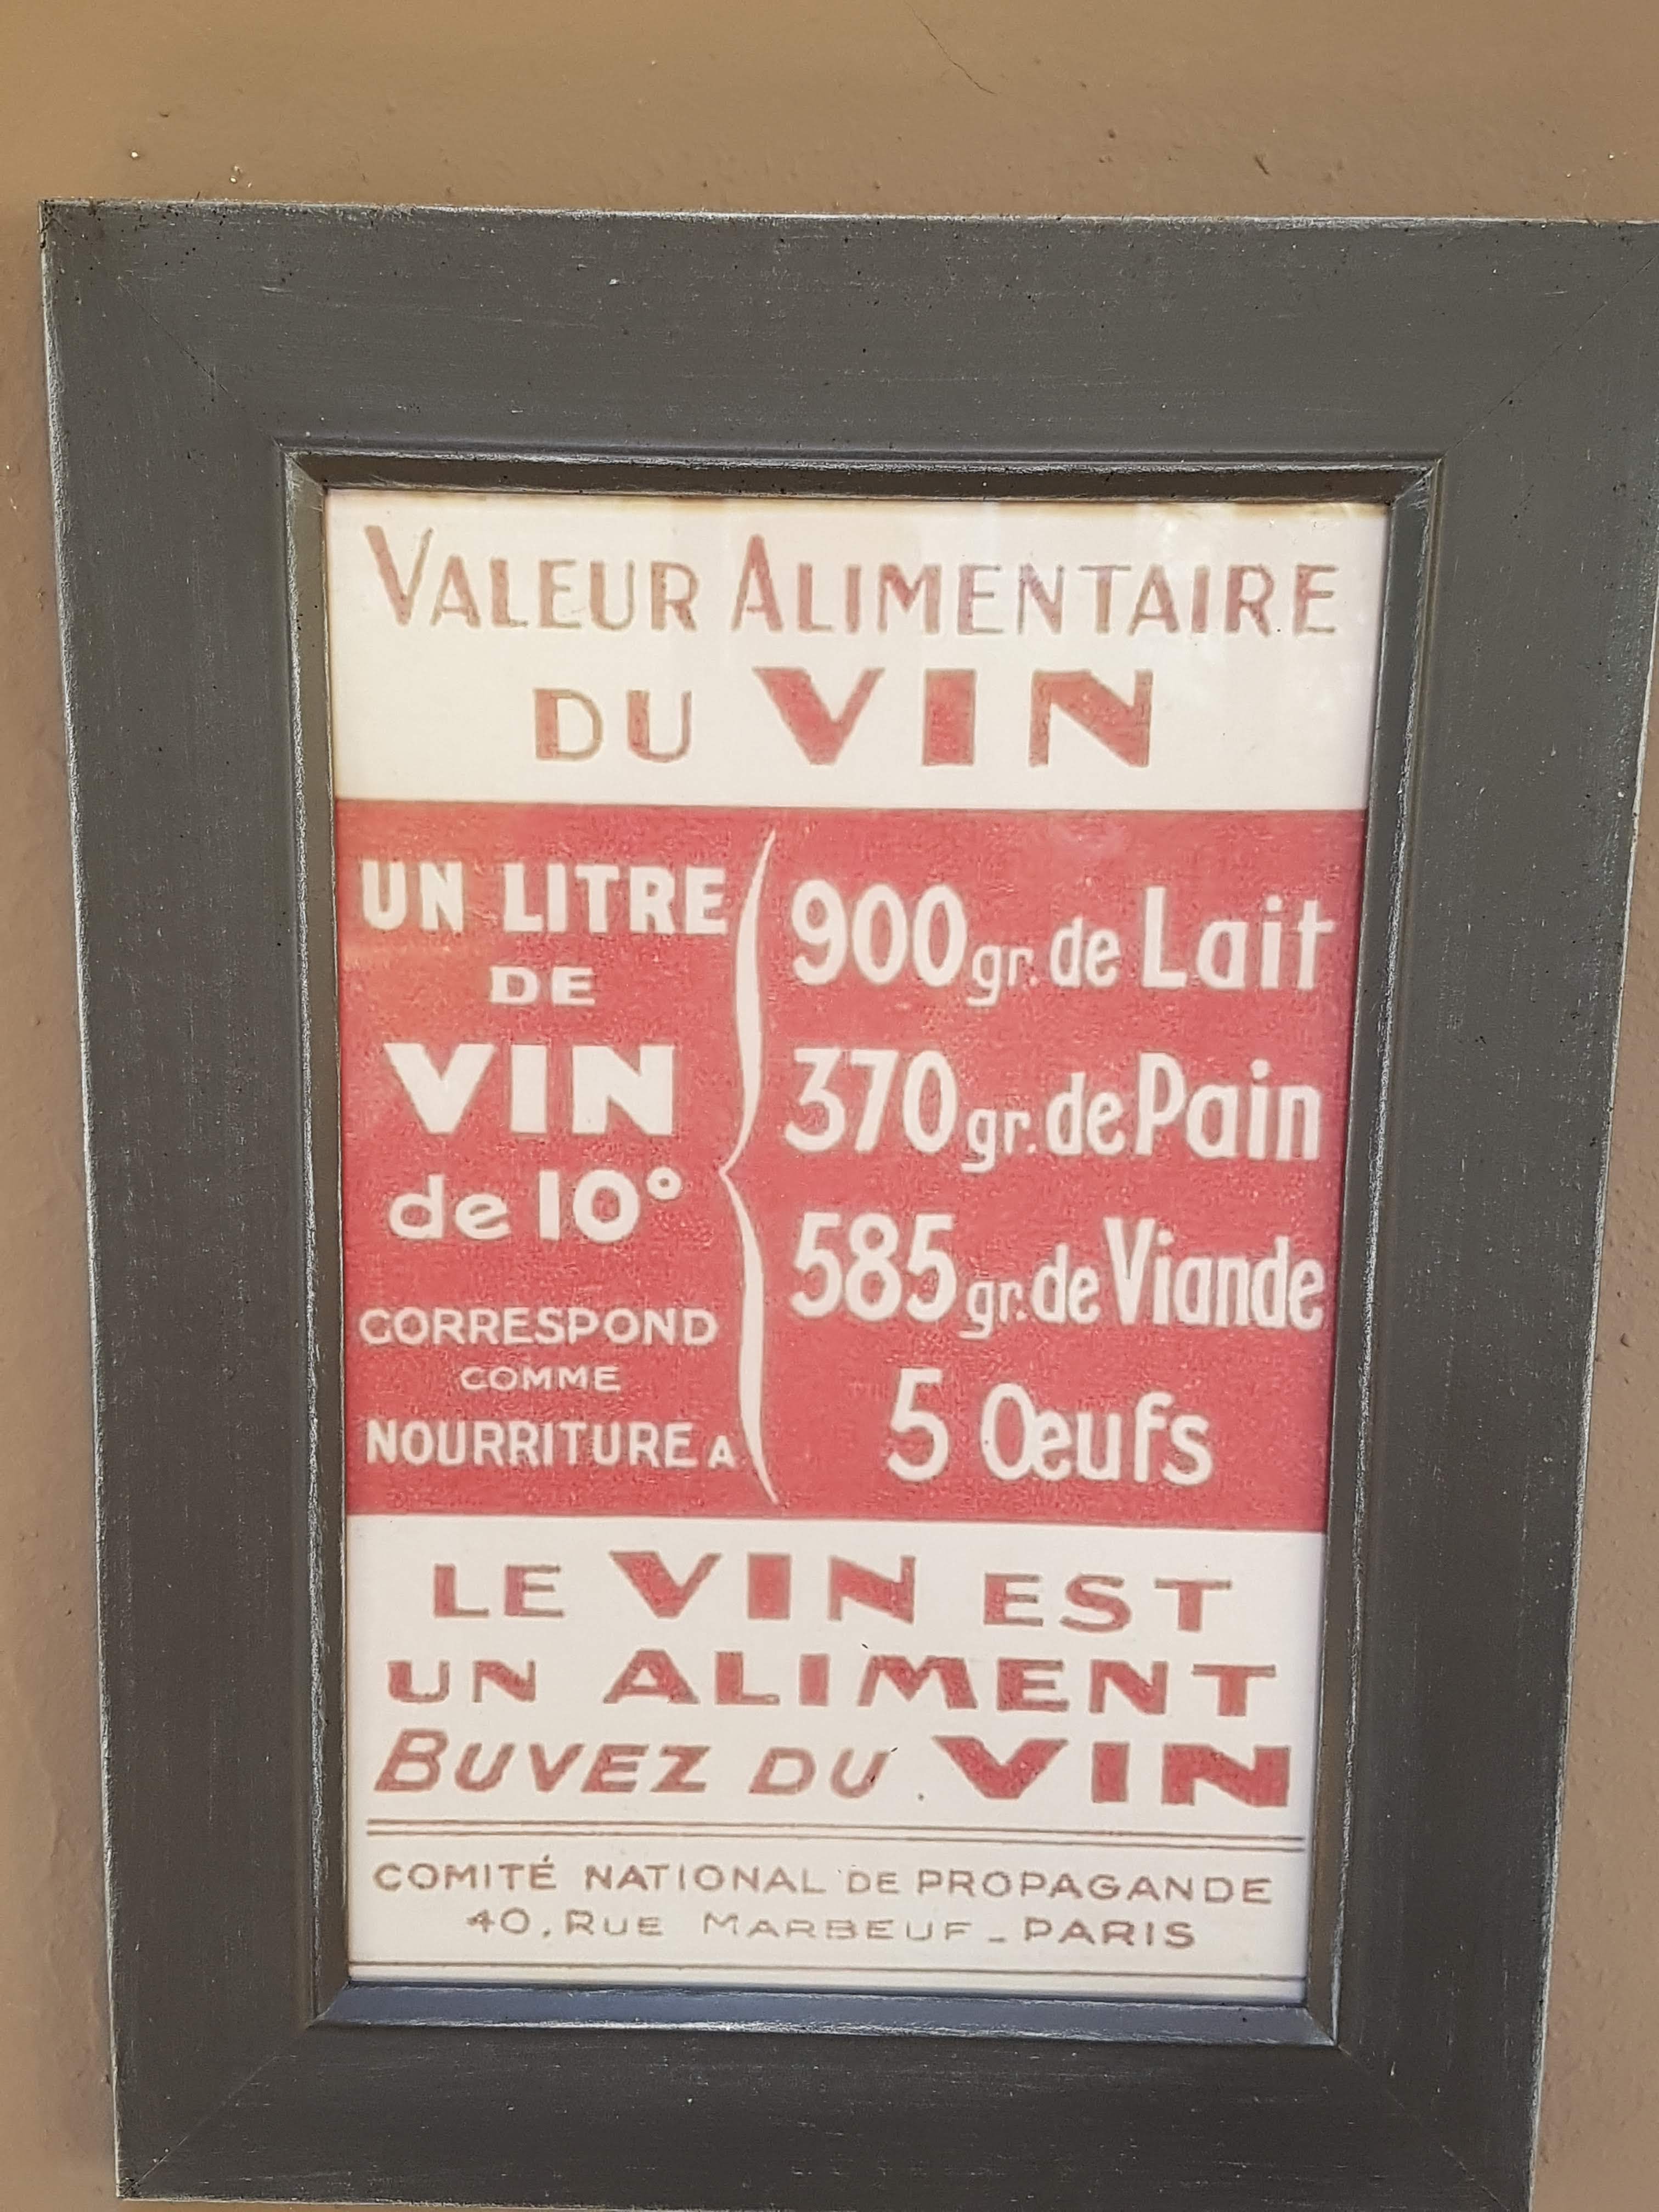 VALEUR ALIMENTAIRE
DU VIN
UN LITRE
DE
VIN
de 10°
CORRESPOND
COMME
NOURRITURE A
900 gr. de Lait
370 gr. de Pain
585 gr. de Viande
5 Œufs
LE VIN EST
UN ALIMENT
BUVEZ DU VIN
COMITÉ NATIONAL DE PROPAGANDE
40, RUE MARBEUF - PARIS